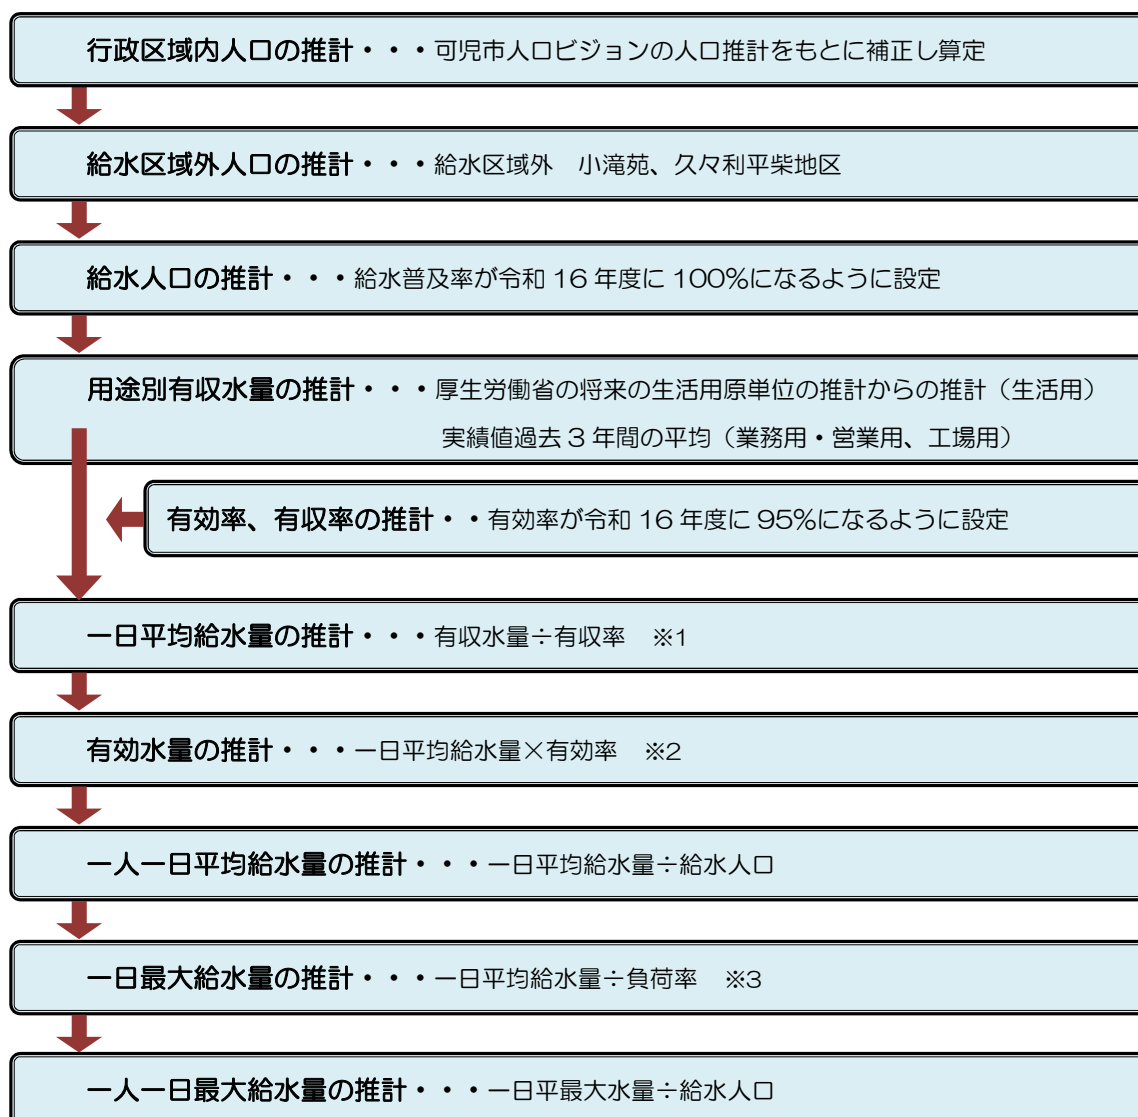 行政区域内人口の推計・・・可児市人口ビジョンの人口推計をもとに補正し算定
給水区域外人口の推計・・・給水区域外　小滝苑、久々利平柴地区
給水人口の推計・・・給水普及率が令和 16 年度に 100%になるように設定
用途別有収水量の推計・・・厚生労働省の将来の生活用原単位の推計からの推計（生活用）
実績値過去 3 年間の平均（業務用・営業用、工場用）
有効率、有収率の推計・・有効率が令和 16 年度に 95%になるように設定
一日平均給水量の推計・・・有収水量÷有収率　※1
有効水量の推計・・・一日平均給水量×有効率　※2
一人一日平均給水量の推計・・・一日平均給水量÷給水人口
一日最大給水量の推計・・・一日平均給水量÷負荷率　※3
一人一日最大給水量の推計・・・一日平最大水量÷給水人口